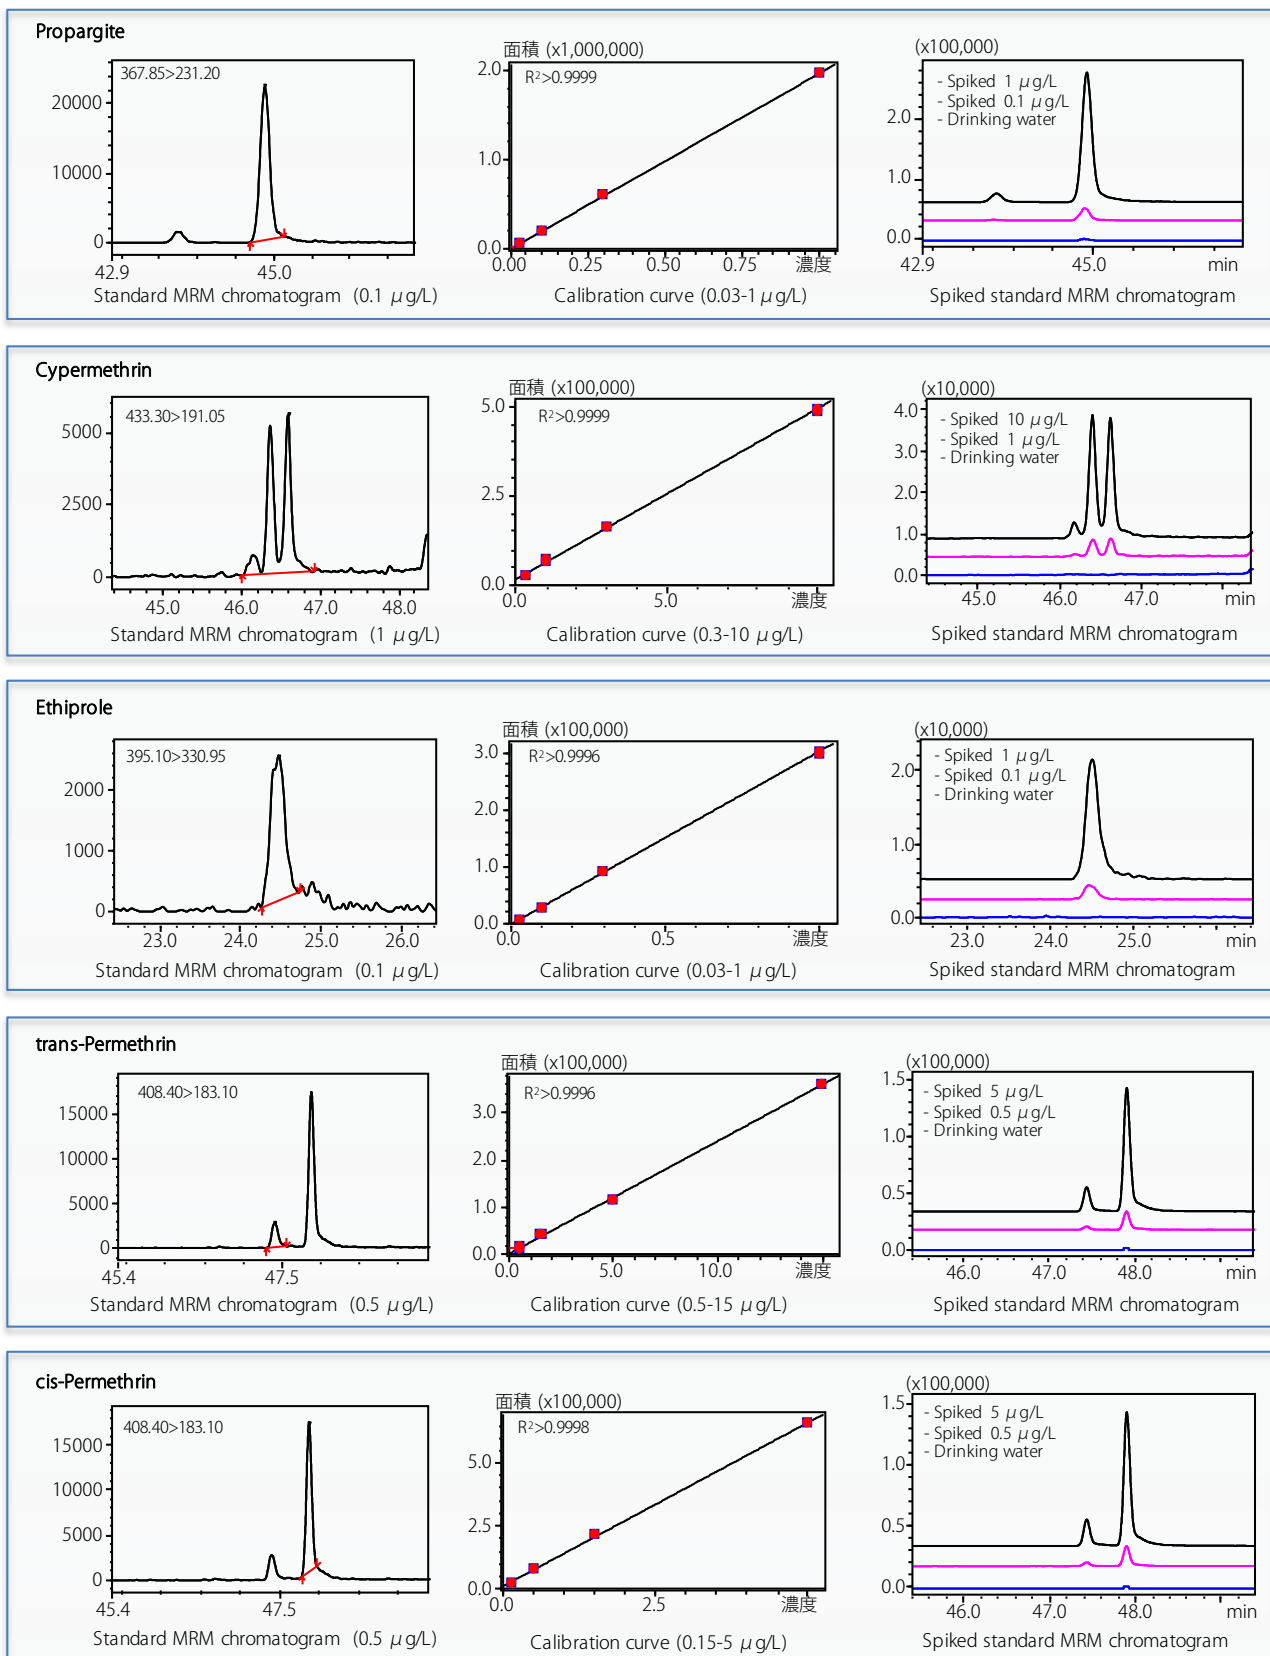 Propargite
367.85>231.20
20000
10000
0
42.9
45.0
Standard MRM chromatogram (0.1 μg/L)
面積 (x1,000,000)
R²>0.9999
2.0
1.0
0.0
0.00
0.25
0.50
0.75
濃度
Calibration curve (0.03-1 μg/L)
(x100,000)
- Spiked 1 μg/L
- Spiked 0.1 μg/L
- Drinking water
2.0
1.0
0.0
42.9
45.0
min
Spiked standard MRM chromatogram
Cypermethrin
433.30>191.05
5000
2500
0
45.0
46.0
47.0
48.0
Standard MRM chromatogram (1 μg/L)
面積 (x100,000)
R²>0.9999
5.0
2.5
0.0
0.0
5.0
濃度
Calibration curve (0.3-10 μg/L)
(x10,000)
- Spiked 10 μg/L
- Spiked 1 μg/L
- Drinking water
4.0
3.0
2.0
1.0
0.0
45.0
46.0
47.0
min
Spiked standard MRM chromatogram
Ethiprole
395.10>330.95
2000
1000
0
23.0
24.0
25.0
26.0
Standard MRM chromatogram (0.1 μg/L)
面積 (x100,000)
R²>0.9996
3.0
2.0
1.0
0.0
0.0
0.5
濃度
Calibration curve (0.03-1 μg/L)
(x10,000)
- Spiked 1 μg/L
- Spiked 0.1 μg/L
- Drinking water
2.0
1.0
0.0
23.0
24.0
25.0
min
Spiked standard MRM chromatogram
trans-Permethrin
408.40>183.10
15000
10000
5000
0
45.4
47.5
Standard MRM chromatogram (0.5 μg/L)
面積 (x100,000)
R²>0.9996
3.0
2.0
1.0
0.0
0.0
5.0
10.0
濃度
Calibration curve (0.5-15 μg/L)
(x100,000)
- Spiked 5 μg/L
- Spiked 0.5 μg/L
- Drinking water
1.5
1.0
0.5
0.0
46.0
47.0
48.0
min
Spiked standard MRM chromatogram
cis-Permethrin
408.40>183.10
15000
10000
5000
0
45.4
47.5
Standard MRM chromatogram (0.5 μg/L)
面積 (x100,000)
R²>0.9998
5.0
2.5
0.0
0.0
2.5
濃度
Calibration curve (0.15-5 μg/L)
(x100,000)
- Spiked 5 μg/L
- Spiked 0.5 μg/L
- Drinking water
1.5
1.0
0.5
0.0
46.0
47.0
48.0
min
Spiked standard MRM chromatogram